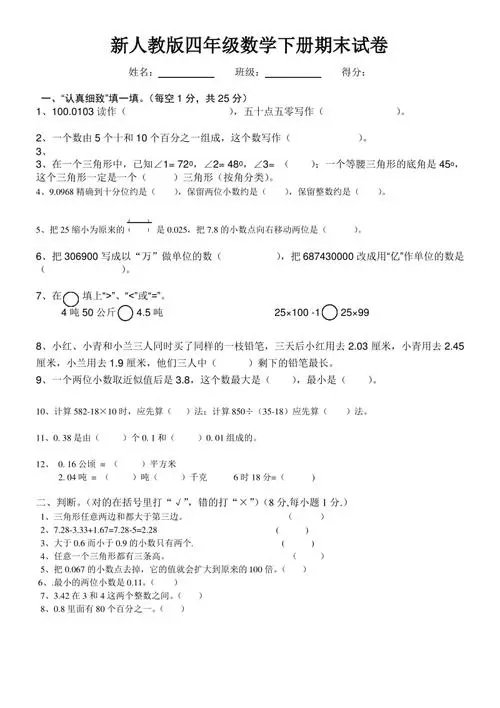 新人教版四年级数学下册期末试卷
姓名： 班级： 得分：
一、“认真细致”填一填。（每空 1 分，共 25 分）
1、100.0103 读作（ ），五十点五零写作（ ）。
2、一个数由 5 个十和 10 个百分之一组成，这个数写作（ ）。
3、
3、在一个三角形中，已知∠1= 72⁰，∠2= 48⁰，∠3= （ ）；一个等腰三角形的底角是 45⁰，
这个三角形一定是一个（ ）三角形（按角分类）。
4、9.0968 精确到十分位约是（ ），保留两位小数约是（ ），保留整数约是（ ）。
5、把 25 缩小为原来的（ ）（ ）是 0.025，把 7.8 的小数点向右移动两位是（ ）。
6、把 306900 写成以“万”做单位的数（ ），把 687430000 改成用“亿”作单位的数是
（ ）。
7、在○填上“>”、“<”或“=”。
4 吨 50 公斤○ 4.5 吨 25×100 -1○ 25×99
8、小红、小青和小兰三人同时买了同样的一枝铅笔，三天后小红用去 2.03 厘米，小青用去 2.45
厘米，小兰用去 1.9 厘米，他们三人中（ ）剩下的铅笔最长。
9、一个两位小数取近似值后是 3.8，这个数最大是（ ），最小是（ ）。
10、计算 582-18×10 时，应先算（ ）法；计算 850÷（35-18）应先算（ ）法。
11、0. 38 是由（ ）个 0. 1 和（ ）0. 01 组成的。
12、 0. 16 公顷 = （ ）平方米
2. 04 吨 = （ ）吨（ ）千克 6 时 18 分=（ ）
二、判断。（对的在括号里打“√”，错的打“×”）（8 分,每小题 1 分.）
1、三角形任意两边和都大于第三边。 （ ）
2、7.28-3.33+1.67=7.28-5=2.28 ( )
3、大于 0.6 而小于 0.9 的小数只有两个. ( )
4、任意一个三角形都有三条高。 （ ）
5、把 0.067 的小数点去掉，它的值就会扩大到原来的 100 倍。（ ）
6、.最小的两位小数是 0.11。（ ）
7、3.42 在 3 和 4 这两个整数之间。（ ）
8、0.8 里面有 80 个百分之一。（ ）